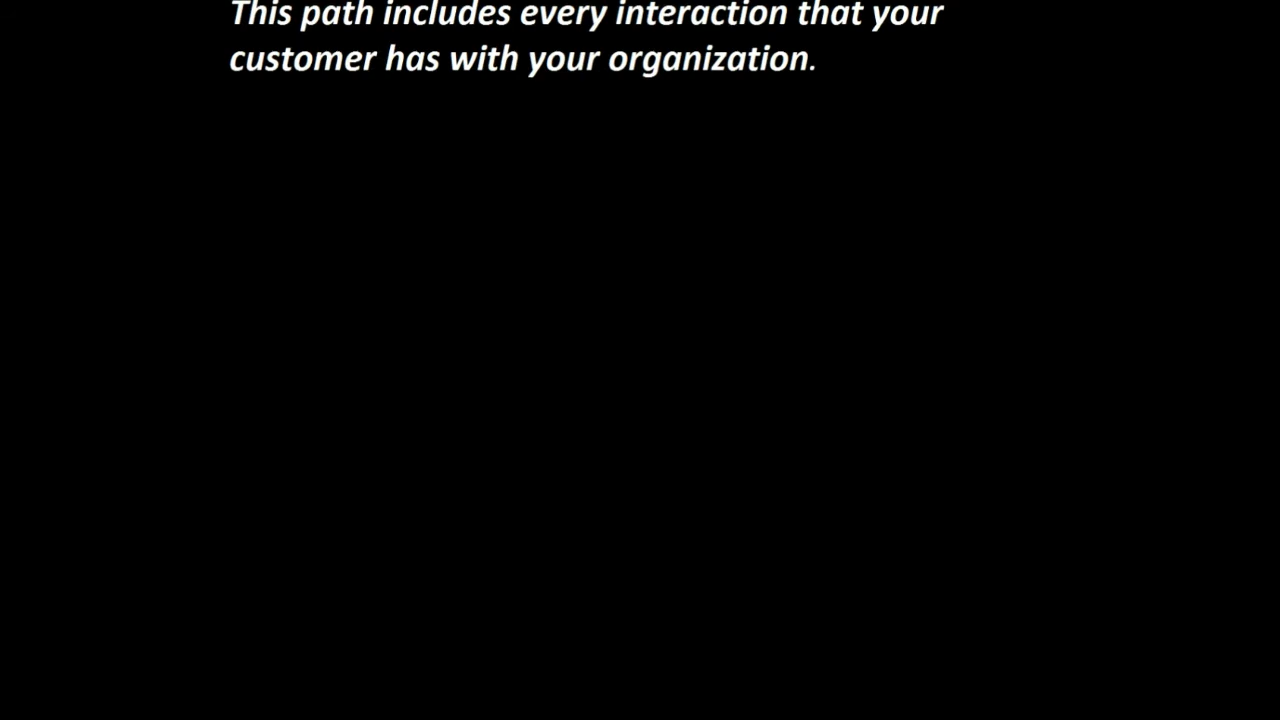 This path includes every interaction that your
customer has with your organization.